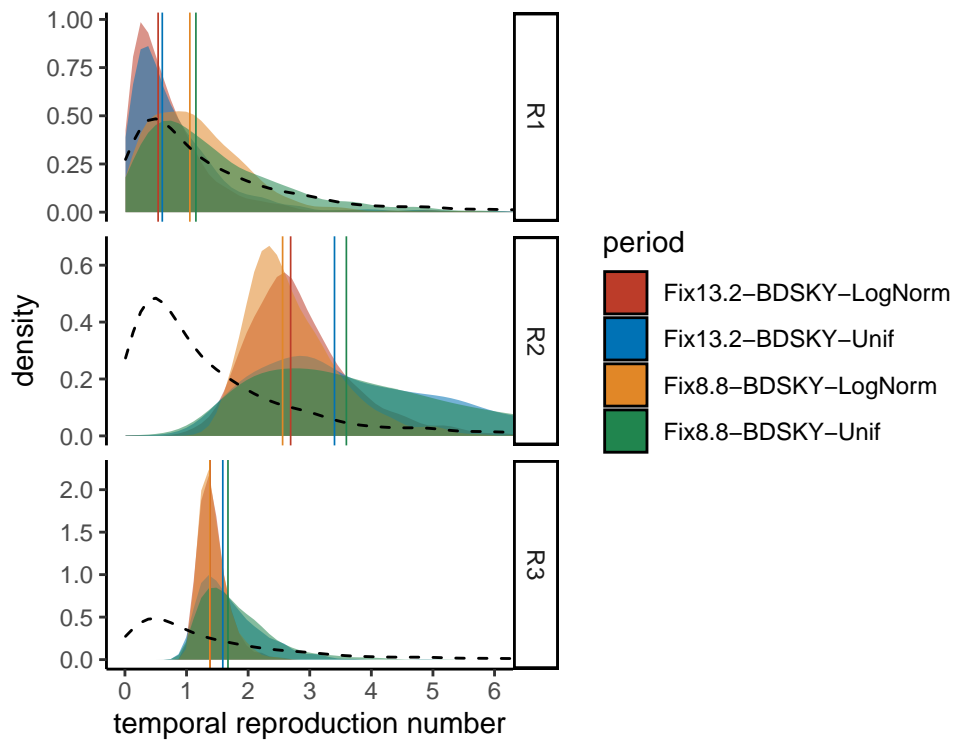 1.00
0.75
0.50
0.25
0.00
R1
0.6
0.4
0.2
0.0
R2
2.0
1.5
1.0
0.5
0.0
R3
density
0 1 2 3 4 5 6
temporal reproduction number
period
Fix13.2−BDSKY−LogNorm
Fix13.2−BDSKY−Unif
Fix8.8−BDSKY−LogNorm
Fix8.8−BDSKY−Unif